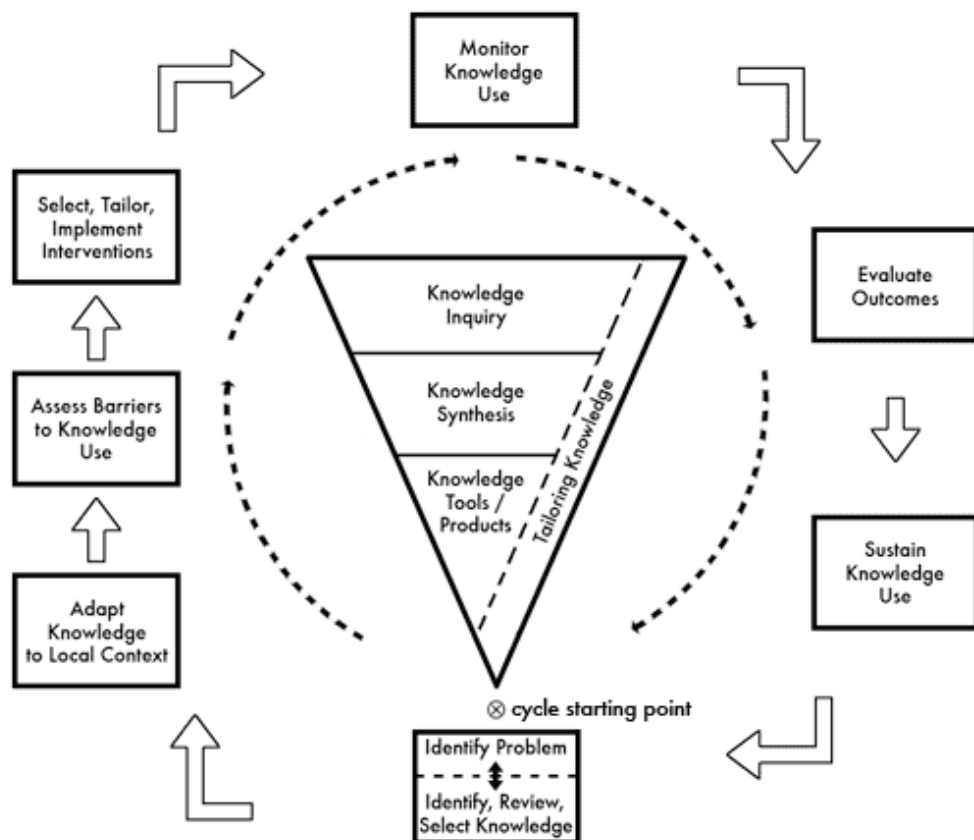 Monitor
Knowledge
Use
Select, Tailor,
Implement
Interventions
Evaluate
Outcomes
Knowledge
Inquiry
Assess Barriers
to Knowledge
Use
Knowledge
Synthesis
Tailoring Knowledge
Knowledge
Tools /
Products
Sustain
Knowledge
Use
Adapt
Knowledge
to Local Context
⊗ cycle starting point
Identify Problem
Identify, Review,
Select Knowledge